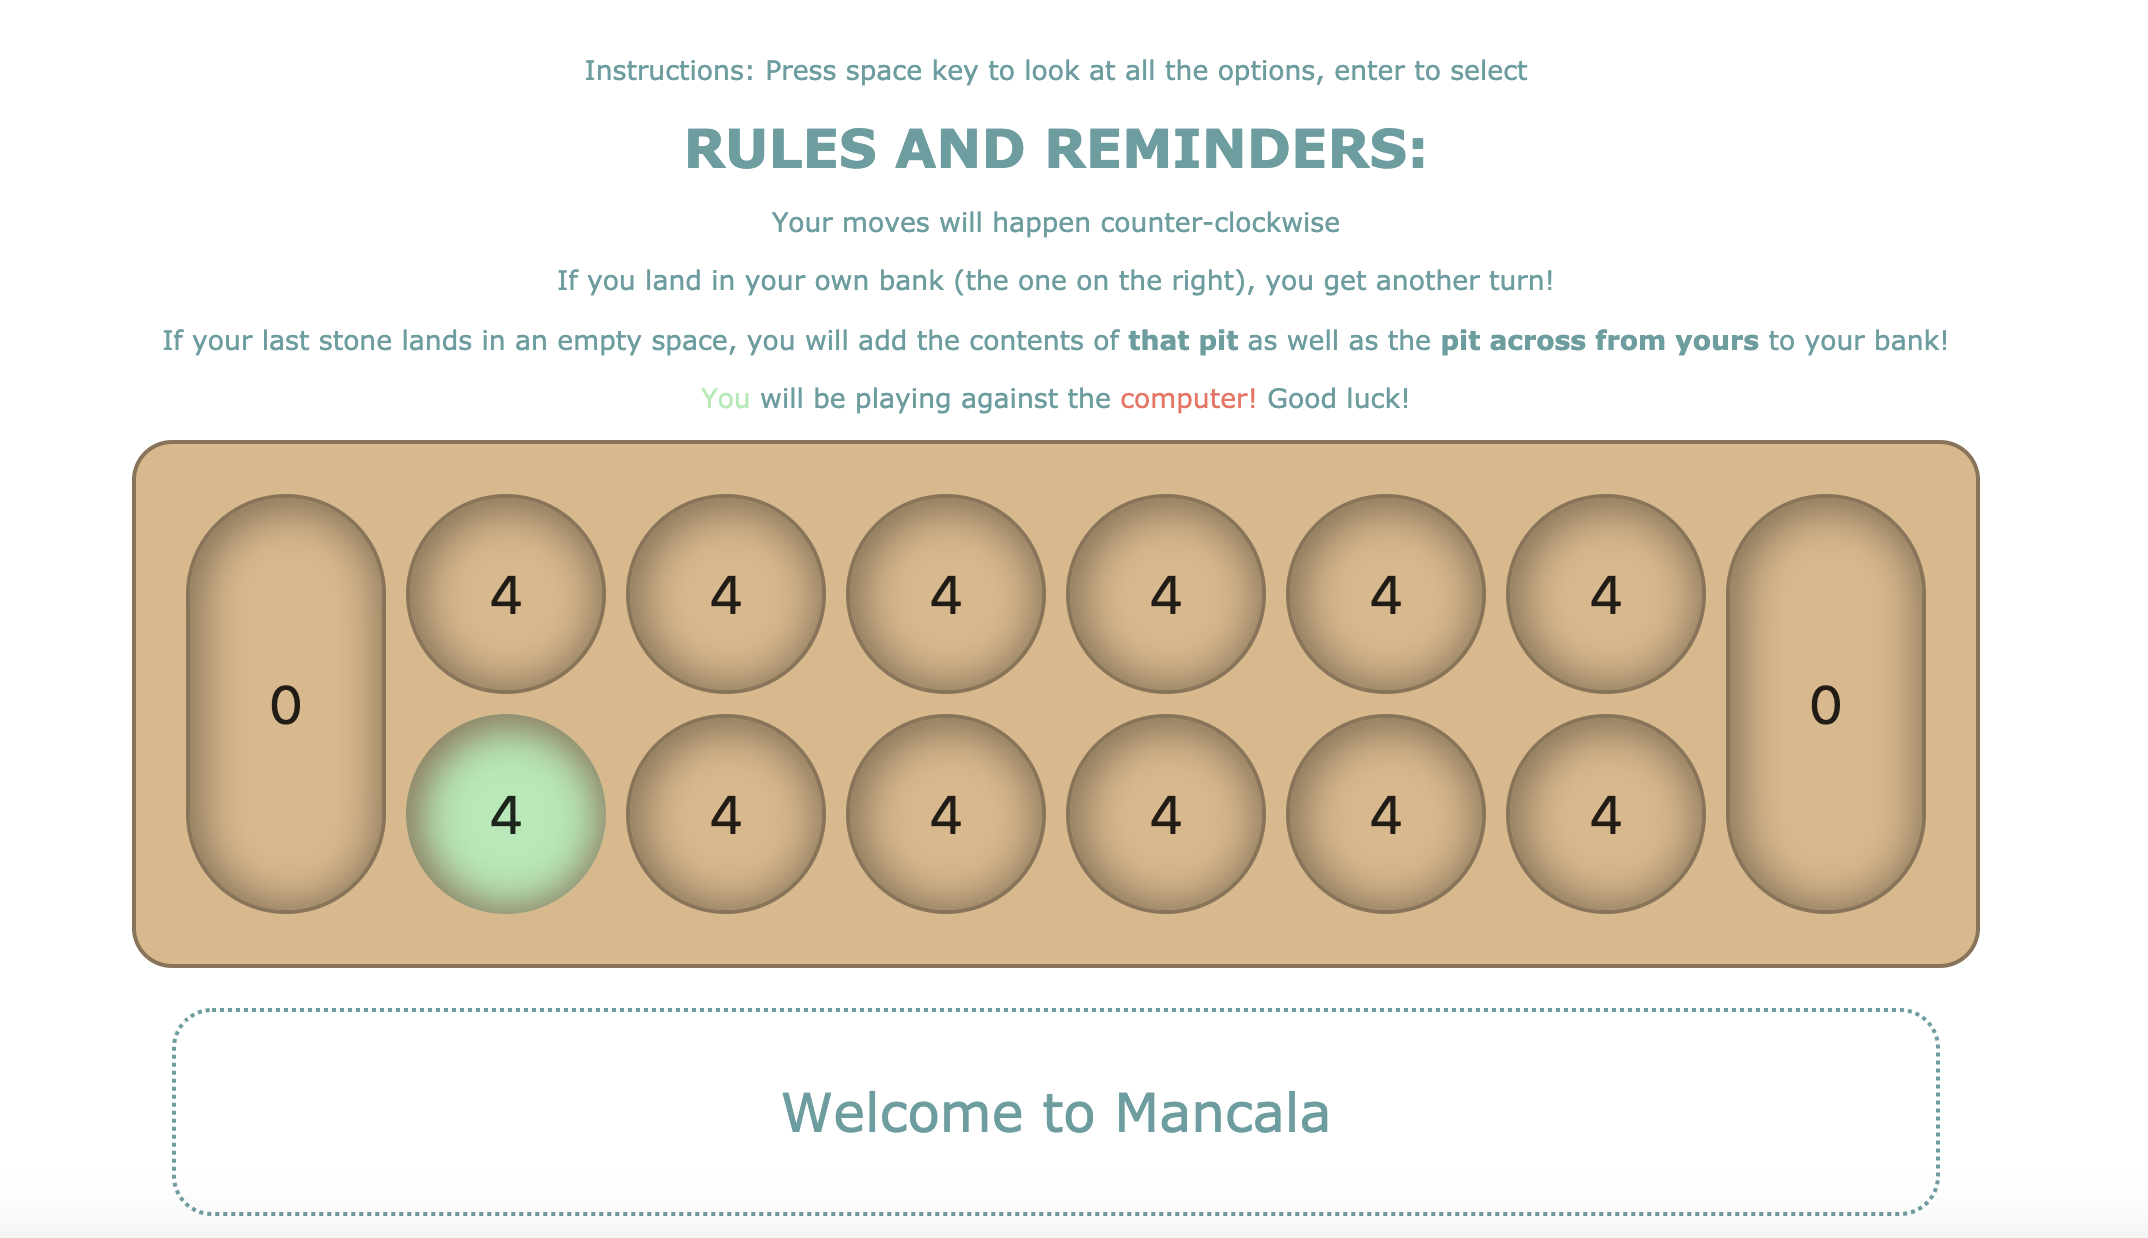 Instructions: Press space key to look at all the options, enter to select
RULES AND REMINDERS:
Your moves will happen counter-clockwise
If you land in your own bank (the one on the right), you get another turn!
If your last stone lands in an empty space, you will add the contents of that pit as well as the pit across from yours to your bank!
You will be playing against the computer! Good luck!
4 4 4 4 4 4
0 0
4 4 4 4 4 4
Welcome to Mancala